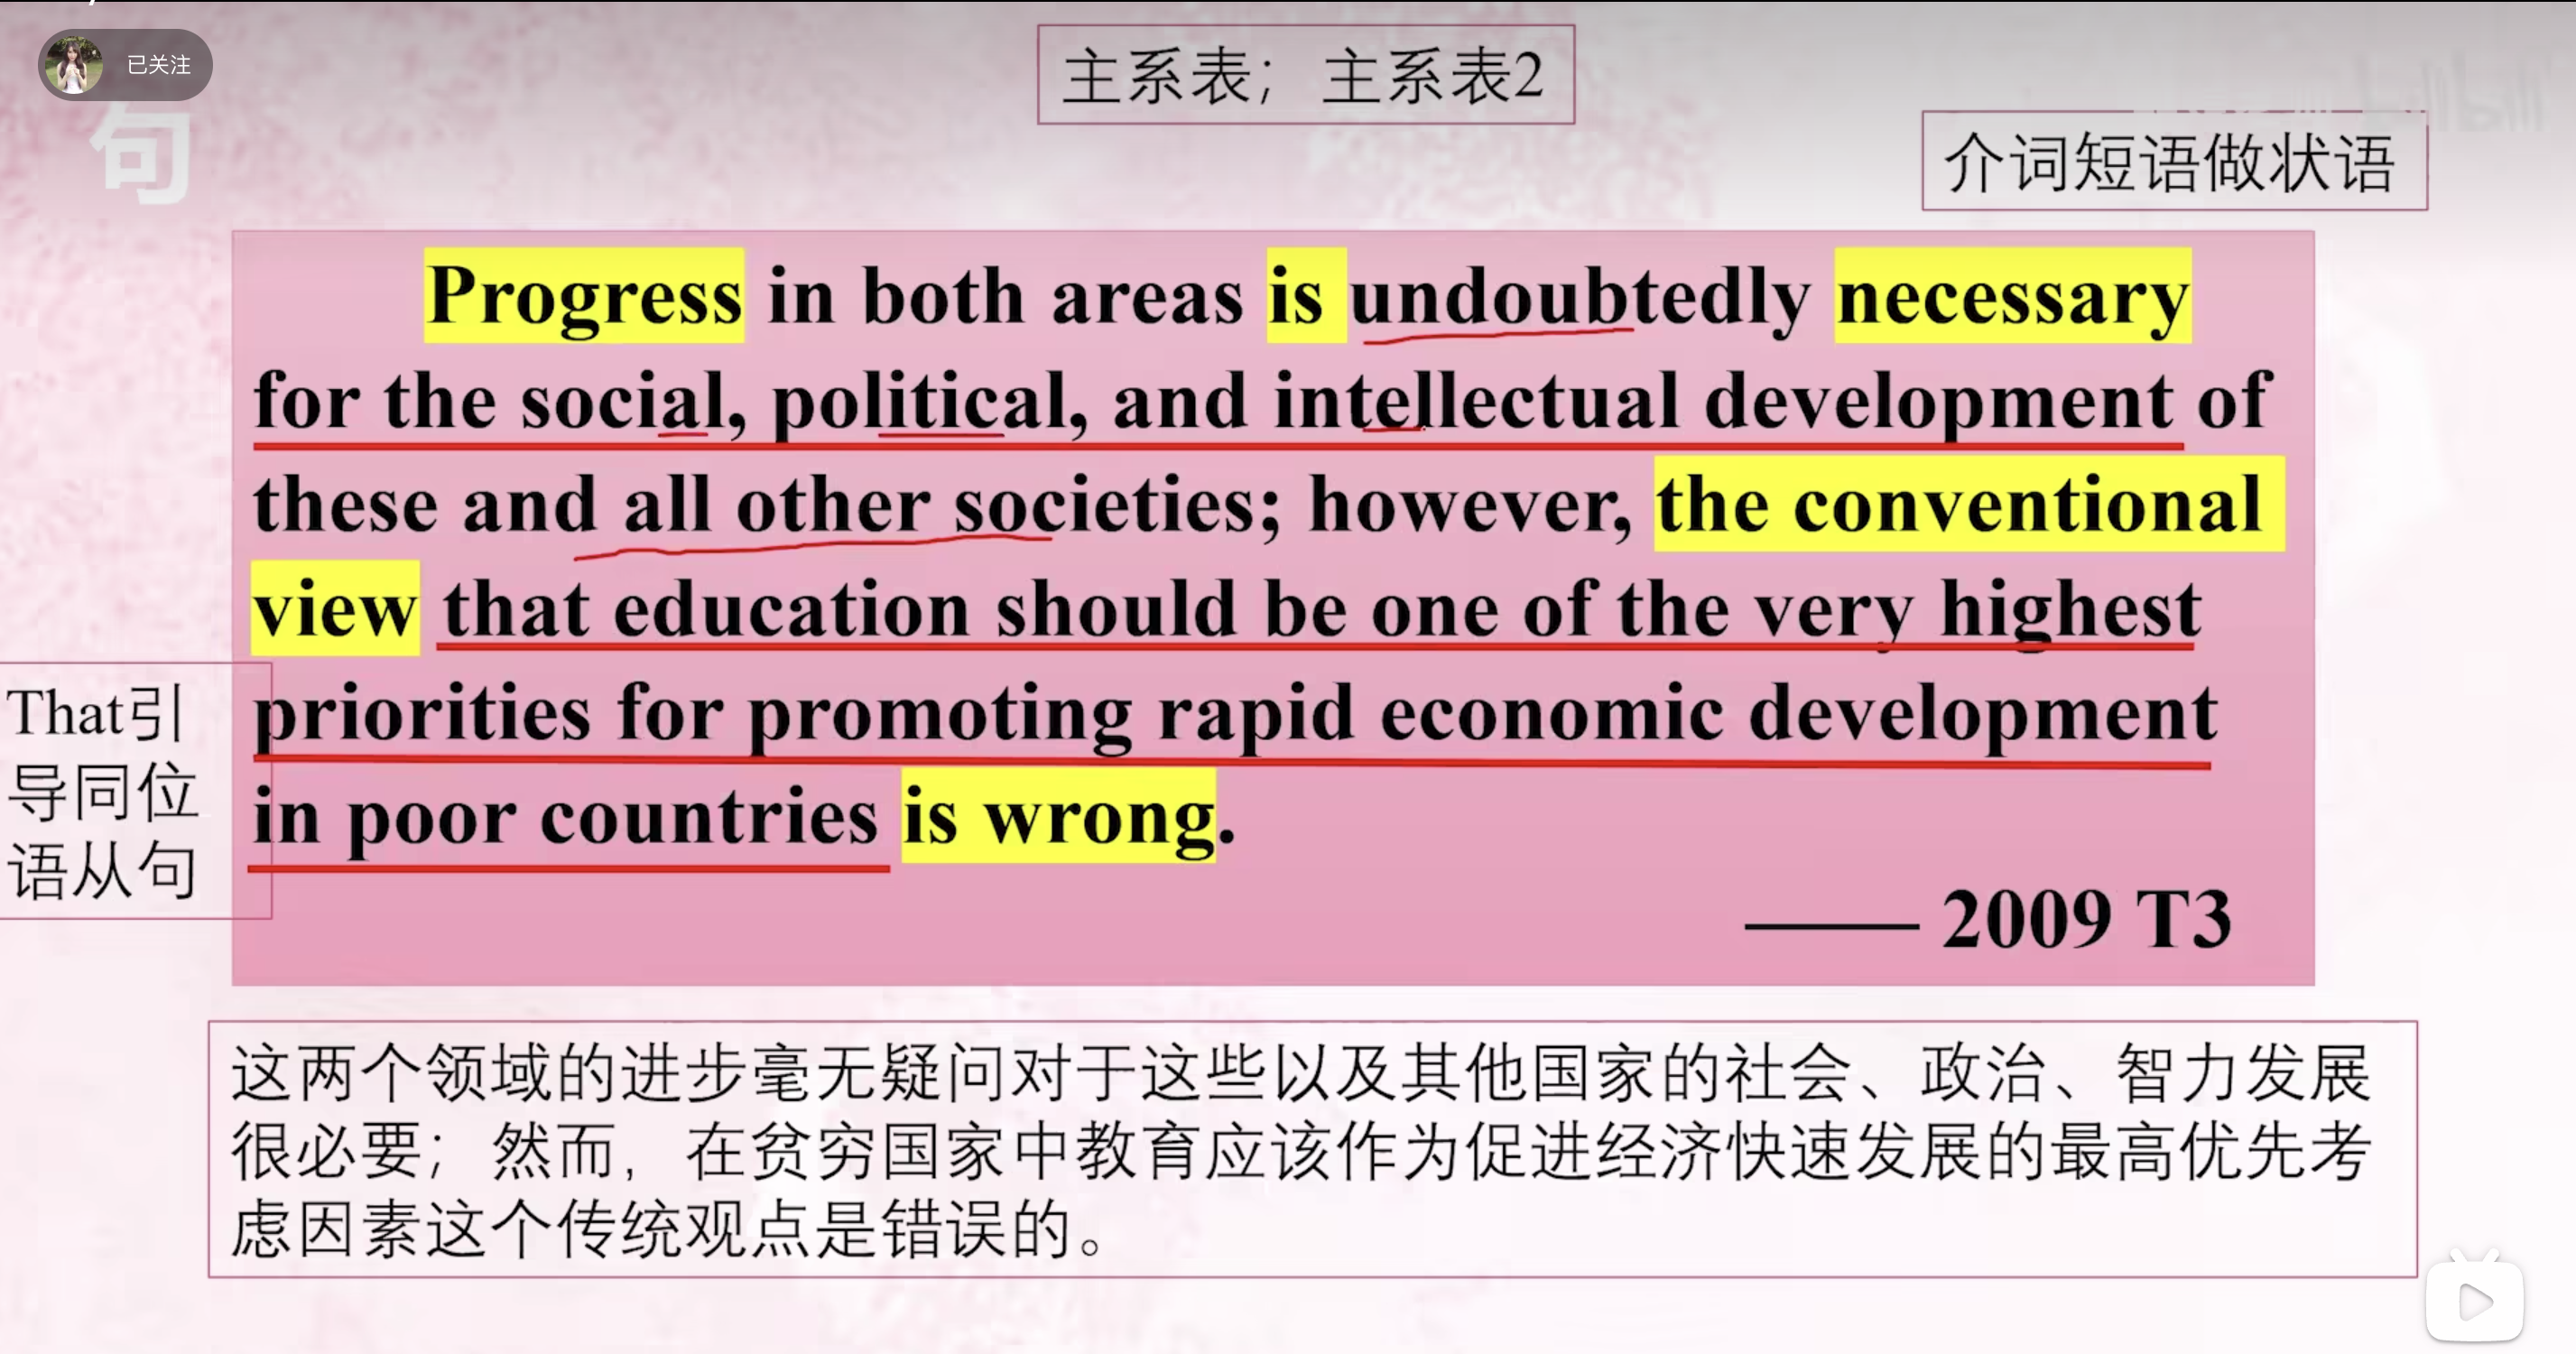 已关注
句
主系表；主系表2
介词短语做状语
Progress in both areas is undoubtedly necessary
for the social, political, and intellectual development of
these and all other societies; however, the conventional
view that education should be one of the very highest
priorities for promoting rapid economic development
in poor countries is wrong.
—— 2009 T3
That引
导同位
语从句
这两个领域的进步毫无疑问对于这些以及其他国家的社会、政治、智力发展
很必要；然而，在贫穷国家中教育应该作为促进经济快速发展的最高优先考
虑因素这个传统观点是错误的。